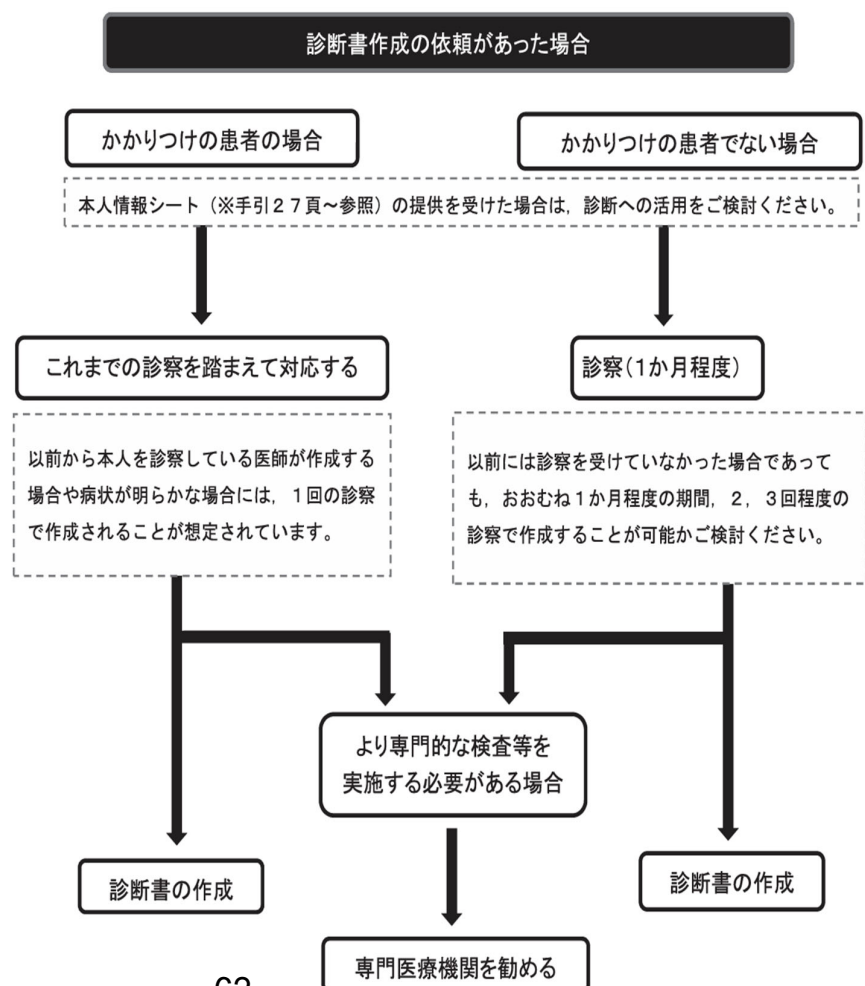 診断書作成の依頼があった場合
かかりつけの患者の場合
かかりつけの患者でない場合
本人情報シート（※手引２７頁～参照）の提供を受けた場合は，診断への活用をご検討ください。
これまでの診察を踏まえて対応する
診察（１か月程度）
以前から本人を診察している医師が作成する
場合や病状が明らかな場合には，１回の診察
で作成されることが想定されています。
以前には診察を受けていなかった場合であって
も，おおむね１か月程度の期間，２，３回程度の
診察で作成することが可能かご検討ください。
より専門的な検査等を
実施する必要がある場合
診断書の作成
診断書の作成
専門医療機関を勧める